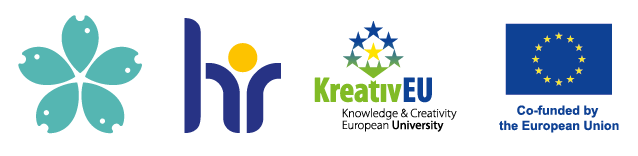 hr
KreativEU
Knowledge & Creativity
European University
Co-funded by
the European Union